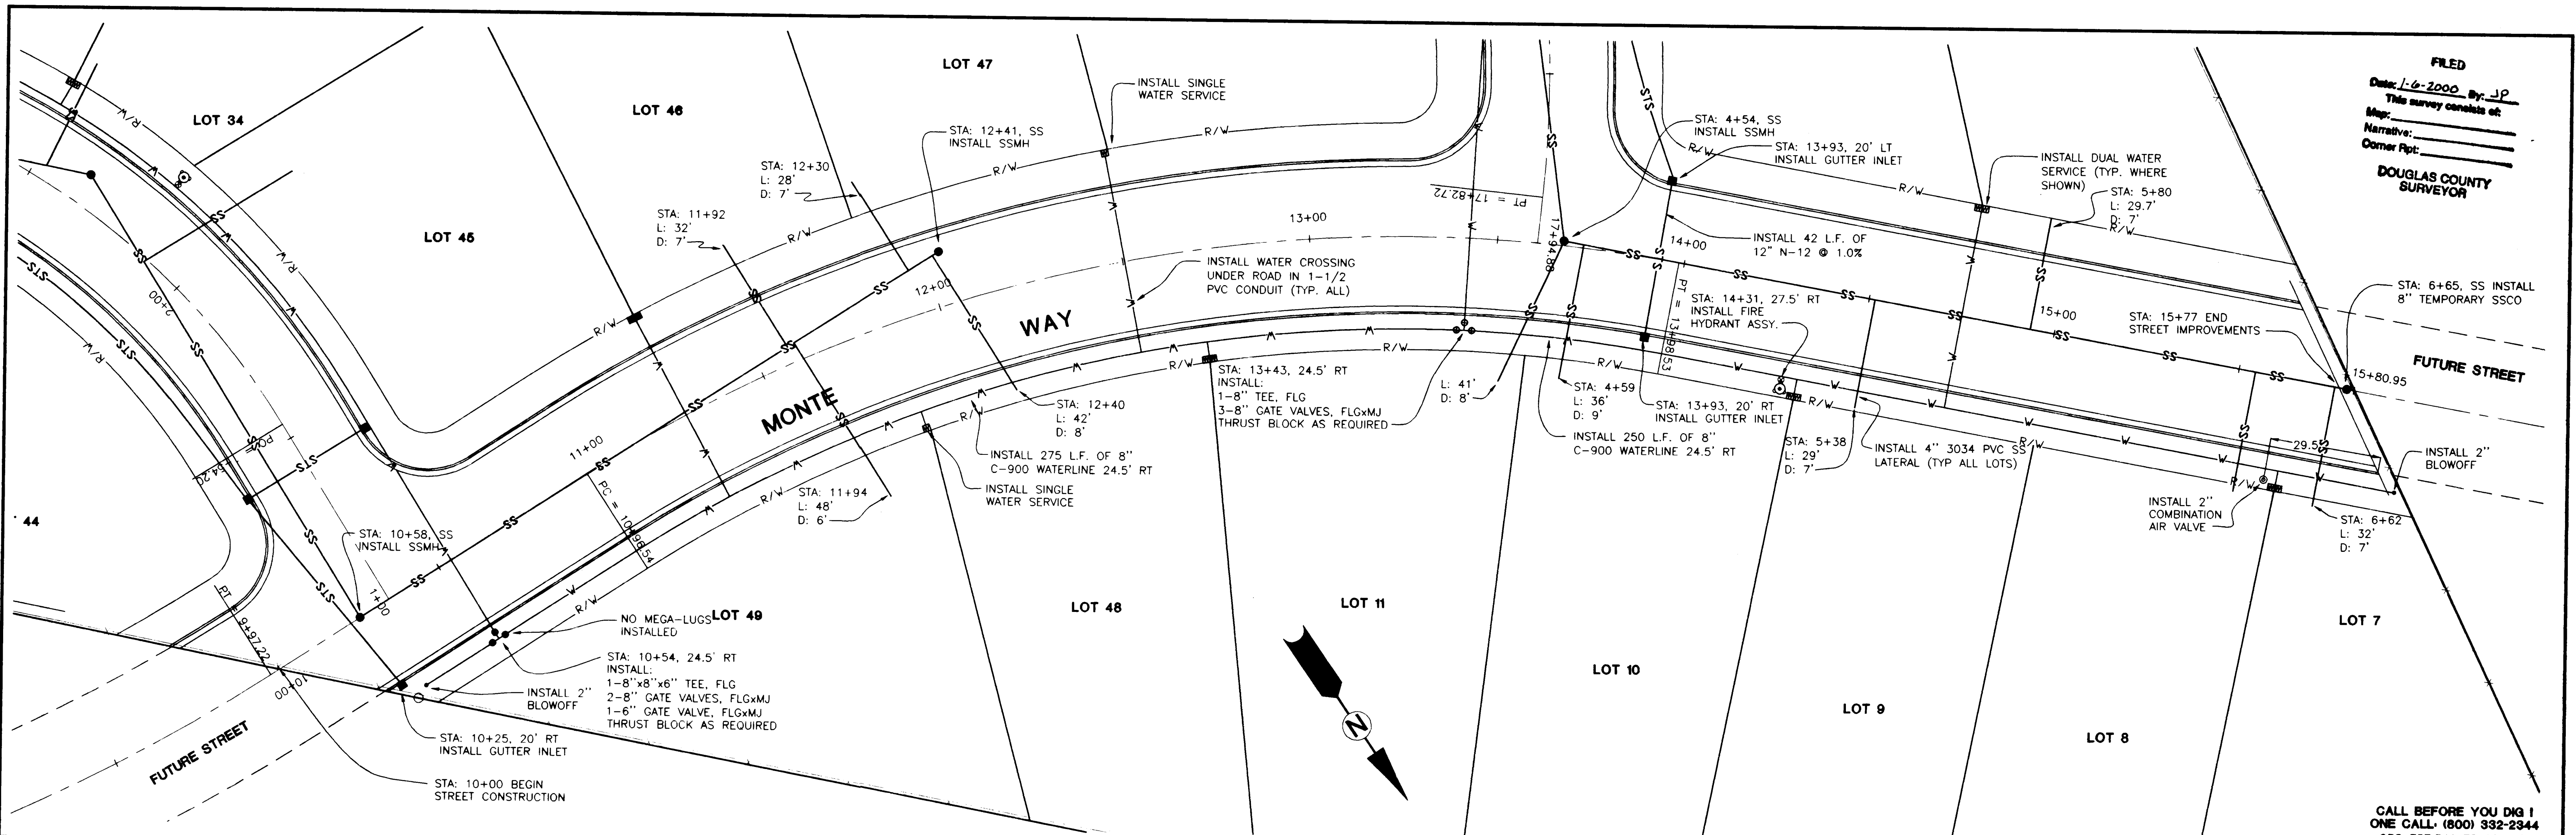 FILED
Date: 1-6-2000 By: JP
This survey consists of:
Map:
Narrative:
Corner Rpt:
DOUGLAS COUNTY
SURVEYOR
LOT 34
LOT 45
LOT 46
LOT 47
INSTALL SINGLE
WATER SERVICE
STA: 12+41, SS
INSTALL SSMH
STA: 12+30
L: 28'
D: 7'
STA: 11+92
L: 32'
D: 7'
STA: 4+54, SS
INSTALL SSMH
STA: 13+93, 20' LT
INSTALL GUTTER INLET
INSTALL DUAL WATER
SERVICE (TYP. WHERE
SHOWN)
STA: 5+80
L: 29.7'
D: 7'
R/W
INSTALL 42 L.F. OF
12" N-12 @ 1.0%
INSTALL WATER CROSSING
UNDER ROAD IN 1-1/2
PVC CONDUIT (TYP. ALL)
PT = 17+82.72
17+94.88
13+00
12+00
11+00
14+00
15+00
2+00
1+00
10+00
PT = 13+98.53
PC = 10+96.54
PT = 9+97.22
MONTE
WAY
STA: 14+31, 27.5' RT
INSTALL FIRE
HYDRANT ASSY.
STA: 6+65, SS INSTALL
8" TEMPORARY SSCO
STA: 15+77 END
STREET IMPROVEMENTS
FUTURE STREET
15+80.95
STA: 13+43, 24.5' RT
INSTALL:
1-8" TEE, FLG
3-8" GATE VALVES, FLGxMJ
THRUST BLOCK AS REQUIRED
L: 41'
D: 8'
STA: 4+59
L: 36'
D: 9'
STA: 13+93, 20' RT
INSTALL GUTTER INLET
INSTALL 250 L.F. OF 8"
C-900 WATERLINE 24.5' RT
STA: 5+38
L: 29'
D: 7'
INSTALL 4" 3034 PVC SS
LATERAL (TYP ALL LOTS)
29.5'
INSTALL 2"
BLOWOFF
INSTALL 2"
COMBINATION
AIR VALVE
STA: 6+62
L: 32'
D: 7'
STA: 12+40
L: 42'
D: 8'
INSTALL 275 L.F. OF 8"
C-900 WATERLINE 24.5' RT
INSTALL SINGLE
WATER SERVICE
STA: 11+94
L: 48'
D: 6'
44
STA: 10+58, SS
INSTALL SSMH
NO MEGA-LUGS
INSTALLED
LOT 49
STA: 10+54, 24.5' RT
INSTALL:
1-8"x8"x6" TEE, FLG
2-8" GATE VALVES, FLGxMJ
1-6" GATE VALVE, FLGxMJ
THRUST BLOCK AS REQUIRED
INSTALL 2"
BLOWOFF
STA: 10+25, 20' RT
INSTALL GUTTER INLET
STA: 10+00 BEGIN
STREET CONSTRUCTION
FUTURE STREET
LOT 48
LOT 11
LOT 10
LOT 9
LOT 8
LOT 7
N
CALL BEFORE YOU DIG !
ONE CALL: (800) 332-2344